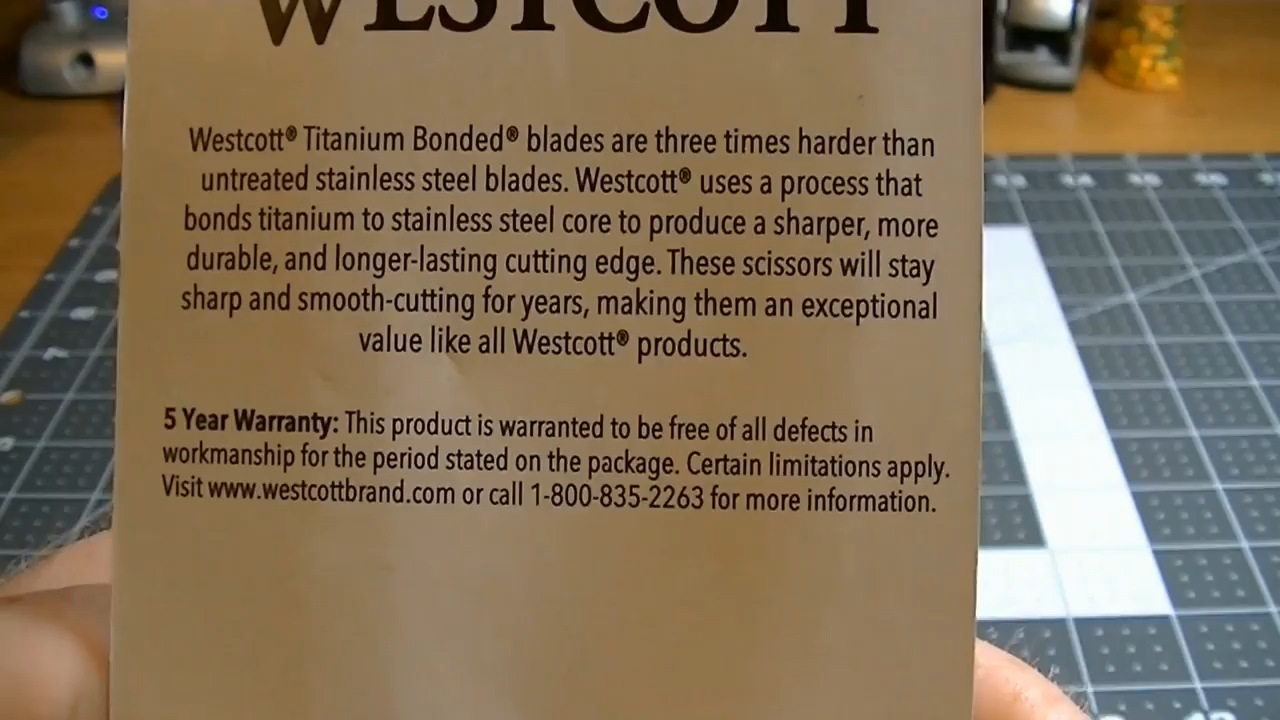 WESTCOTT
Westcott® Titanium Bonded® blades are three times harder than
untreated stainless steel blades. Westcott® uses a process that
bonds titanium to stainless steel core to produce a sharper, more
durable, and longer-lasting cutting edge. These scissors will stay
sharp and smooth-cutting for years, making them an exceptional
value like all Westcott® products.
5 Year Warranty: This product is warranted to be free of all defects in
workmanship for the period stated on the package. Certain limitations apply.
Visit www.westcottbrand.com or call 1-800-835-2263 for more information.